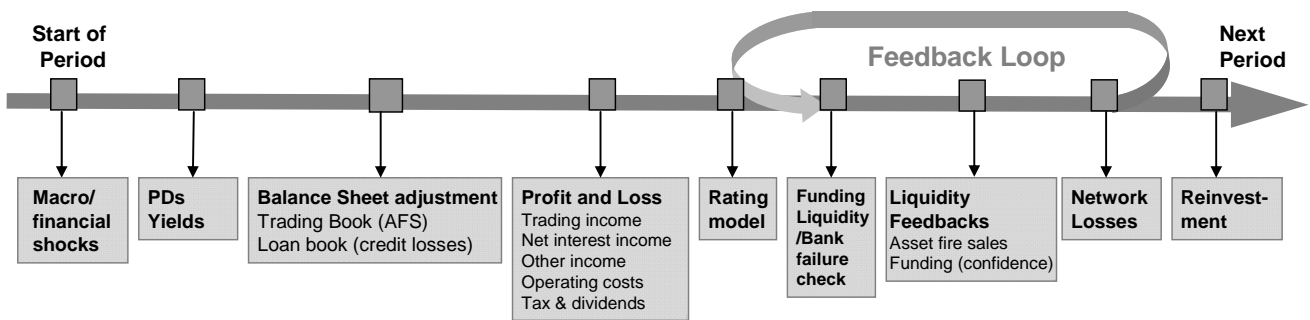 Start of
Period
Feedback Loop
Next
Period
Macro/
financial
shocks
PDs
Yields
Balance Sheet adjustment
Trading Book (AFS)
Loan book (credit losses)
Profit and Loss
Trading income
Net interest income
Other income
Operating costs
Tax & dividends
Rating
model
Funding
Liquidity
/Bank
failure
check
Liquidity
Feedbacks
Asset fire sales
Funding (confidence)
Network
Losses
Reinvest-
ment